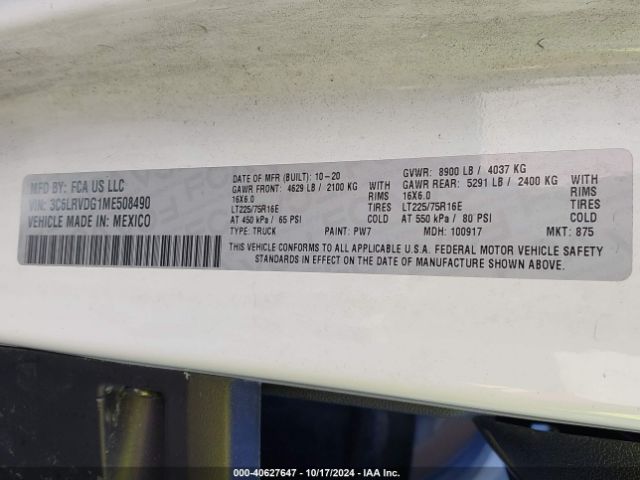 MFD BY: FCA US LLC
VIN: 3C6LRVDG1ME508490
VEHICLE MADE IN: MEXICO
DATE OF MFR (BUILT): 10-20
GAWR FRONT: 4629 LB / 2100 KG WITH
16X6.0 RIMS
LT225/75R16E TIRES
AT 450 kPa / 65 PSI COLD
TYPE: TRUCK PAINT: PW7
GVWR: 8900 LB / 4037 KG
GAWR REAR: 5291 LB / 2400 KG WITH
16X6.0 RIMS
LT225/75R16E TIRES
AT 550 kPa / 80 PSI COLD
MDH: 100917 MKT: 875
THIS VEHICLE CONFORMS TO ALL APPLICABLE U.S.A. FEDERAL MOTOR VEHICLE SAFETY
STANDARDS IN EFFECT ON THE DATE OF MANUFACTURE SHOWN ABOVE.
000-40627647 / 10/17/2024 - IAA Inc.